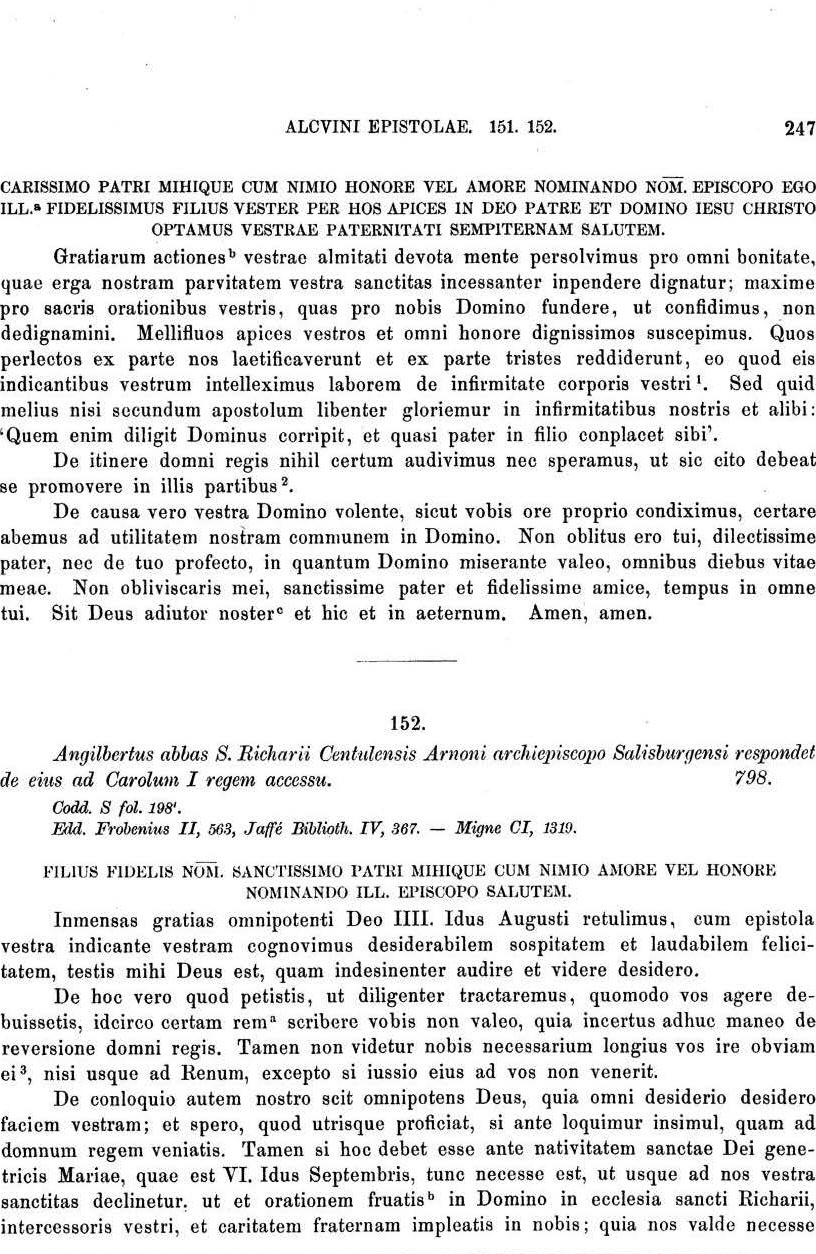 ALCVINI EPISTOLAE. 151. 152. 247
CARISSIMO PATRI MIHIQUE CUM NIMIO HONORE VEL AMORE NOMINANDO NOM̅. EPISCOPO EGO
ILL.ª FIDELISSIMUS FILIUS VESTER PER HOS APICES IN DEO PATRE ET DOMINO IESU CHRISTO
OPTAMUS VESTRAE PATERNITATI SEMPITERNAM SALUTEM.
Gratiarum actionesᵇ vestrae almitati devota mente persolvimus pro omni bonitate,
quae erga nostram parvitatem vestra sanctitas incessanter inpendere dignatur; maxime
pro sacris orationibus vestris, quas pro nobis Domino fundere, ut confidimus, non
dedignamini. Mellifluos apices vestros et omni honore dignissimos suscepimus. Quos
perlectos ex parte nos laetificaverunt et ex parte tristes reddiderunt, eo quod eis
indicantibus vestrum intelleximus laborem de infirmitate corporis vestri¹. Sed quid
melius nisi secundum apostolum libenter gloriemur in infirmitatibus nostris et alibi:
‘Quem enim diligit Dominus corripit, et quasi pater in filio conplacet sibi’.
De itinere domni regis nihil certum audivimus nec speramus, ut sic cito debeat
se promovere in illis partibus².
De causa vero vestra Domino volente, sicut vobis ore proprio condiximus, certare
abemus ad utilitatem nostram communem in Domino. Non oblitus ero tui, dilectissime
pater, nec de tuo profecto, in quantum Domino miserante valeo, omnibus diebus vitae
meae. Non obliviscaris mei, sanctissime pater et fidelissime amice, tempus in omne
tui. Sit Deus adiutor nosterᶜ et hic et in aeternum. Amen, amen.
152.
Angilbertus abbas S. Richarii Centulensis Arnoni archiepiscopo Salisburgensi respondet
de eius ad Carolum I regem accessu. 798.
Codd. S fol. 198'.
Edd. Frobenius II, 563, Jaffé Biblioth. IV, 367. — Migne CI, 1319.
FILIUS FIDELIS NOM̅. SANCTISSIMO PATRI MIHIQUE CUM NIMIO AMORE VEL HONORE
NOMINANDO ILL. EPISCOPO SALUTEM.
Inmensas gratias omnipotenti Deo IIII. Idus Augusti retulimus, cum epistola
vestra indicante vestram cognovimus desiderabilem sospitatem et laudabilem felici-
tatem, testis mihi Deus est, quam indesinenter audire et videre desidero.
De hoc vero quod petistis, ut diligenter tractaremus, quomodo vos agere de-
buissetis, idcirco certam remª scribere vobis non valeo, quia incertus adhuc maneo de
reversione domni regis. Tamen non videtur nobis necessarium longius vos ire obviam
ei³, nisi usque ad Renum, excepto si iussio eius ad vos non venerit.
De conloquio autem nostro scit omnipotens Deus, quia omni desiderio desidero
faciem vestram; et spero, quod utrisque proficiat, si ante loquimur insimul, quam ad
domnum regem veniatis. Tamen si hoc debet esse ante nativitatem sanctae Dei gene-
tricis Mariae, quae est VI. Idus Septembris, tunc necesse est, ut usque ad nos vestra
sanctitas declinetur, ut et orationem fruatisᵇ in Domino in ecclesia sancti Richarii,
intercessoris vestri, et caritatem fraternam impleatis in nobis; quia nos valde necesse